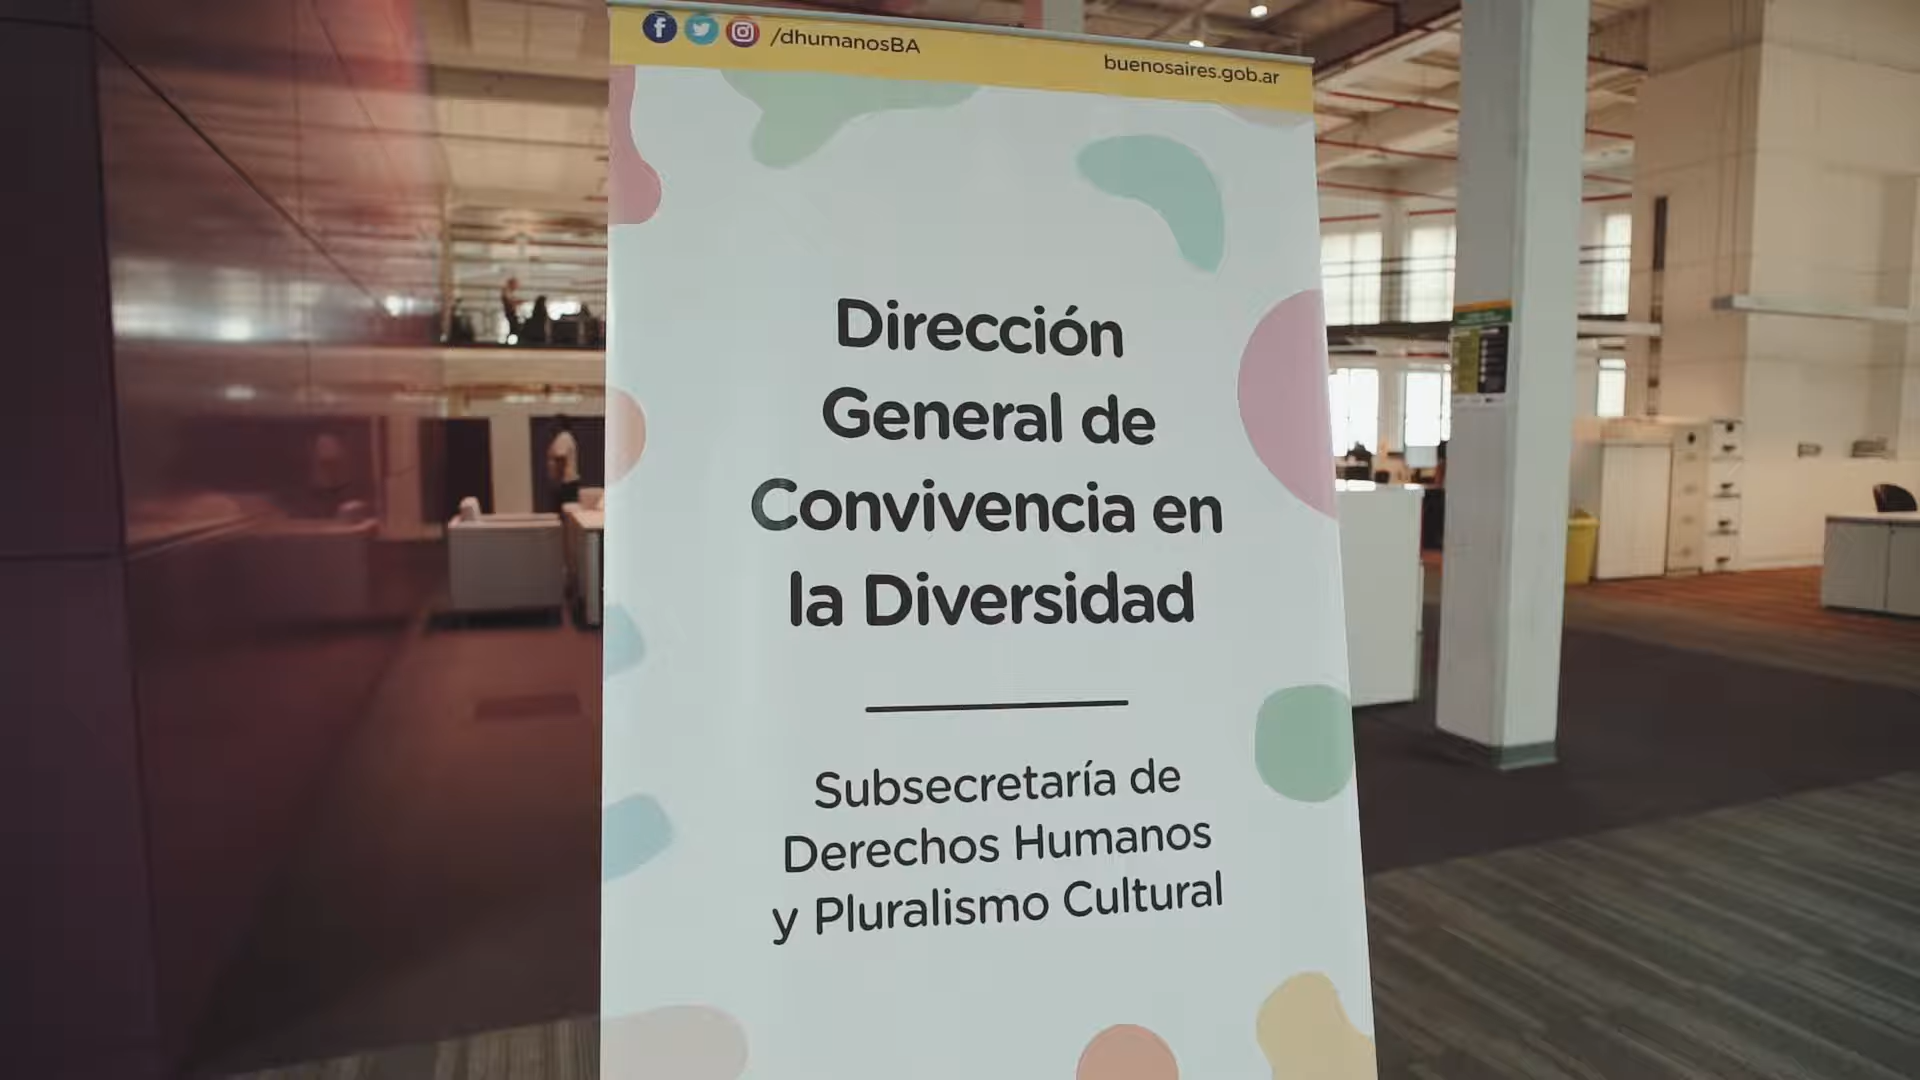 /dhumanosBA
buenosaires.gob.ar
Dirección
General de
Convivencia en
la Diversidad
Subsecretaría de
Derechos Humanos
y Pluralismo Cultural